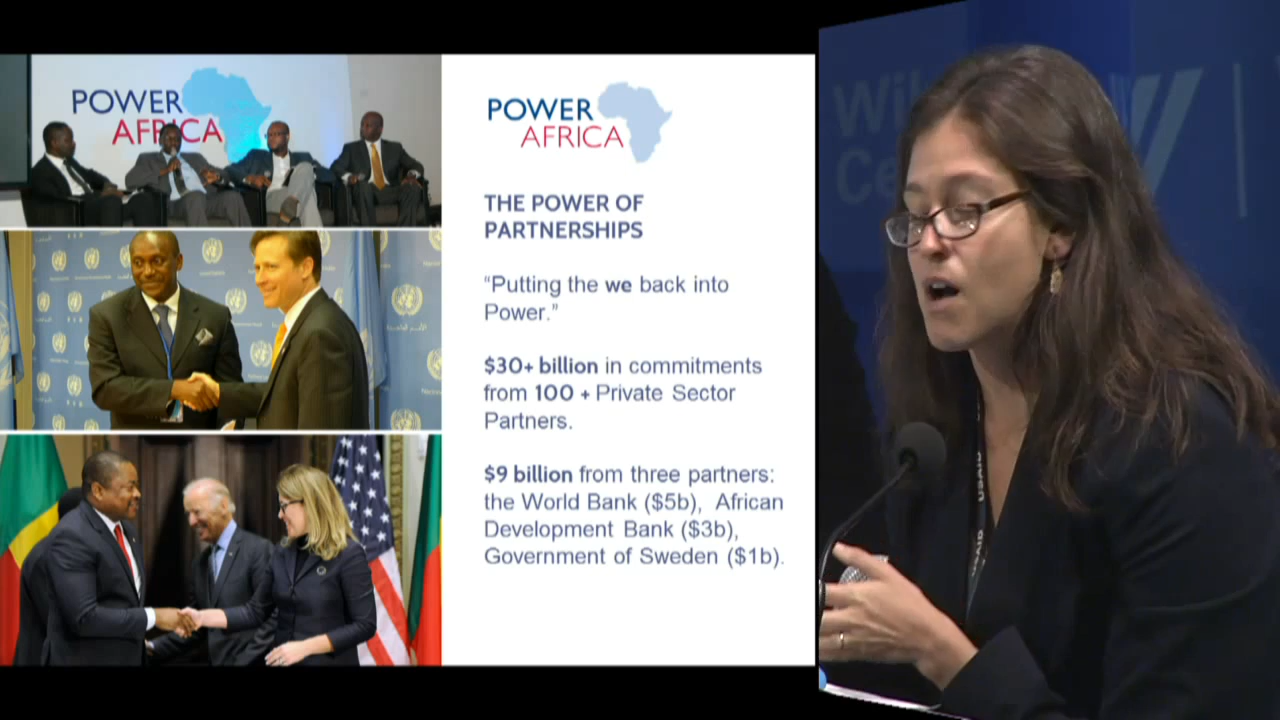 POWER
AFRICA
POWER
AFRICA
THE POWER OF
PARTNERSHIPS
“Putting the we back into
Power.”
$30+ billion in commitments
from 100 + Private Sector
Partners.
$9 billion from three partners:
the World Bank ($5b), African
Development Bank ($3b),
Government of Sweden ($1b).
USAID
USAID